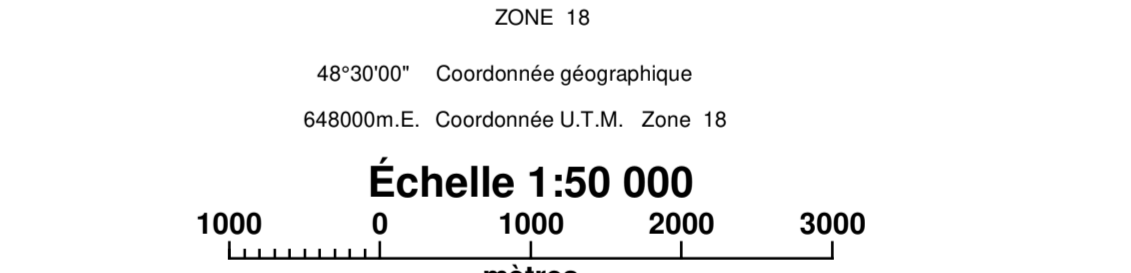 ZONE 18
48°30'00" Coordonnée géographique
648000m.E. Coordonnée U.T.M. Zone 18
Échelle 1:50 000
1000 0 1000 2000 3000
mètres